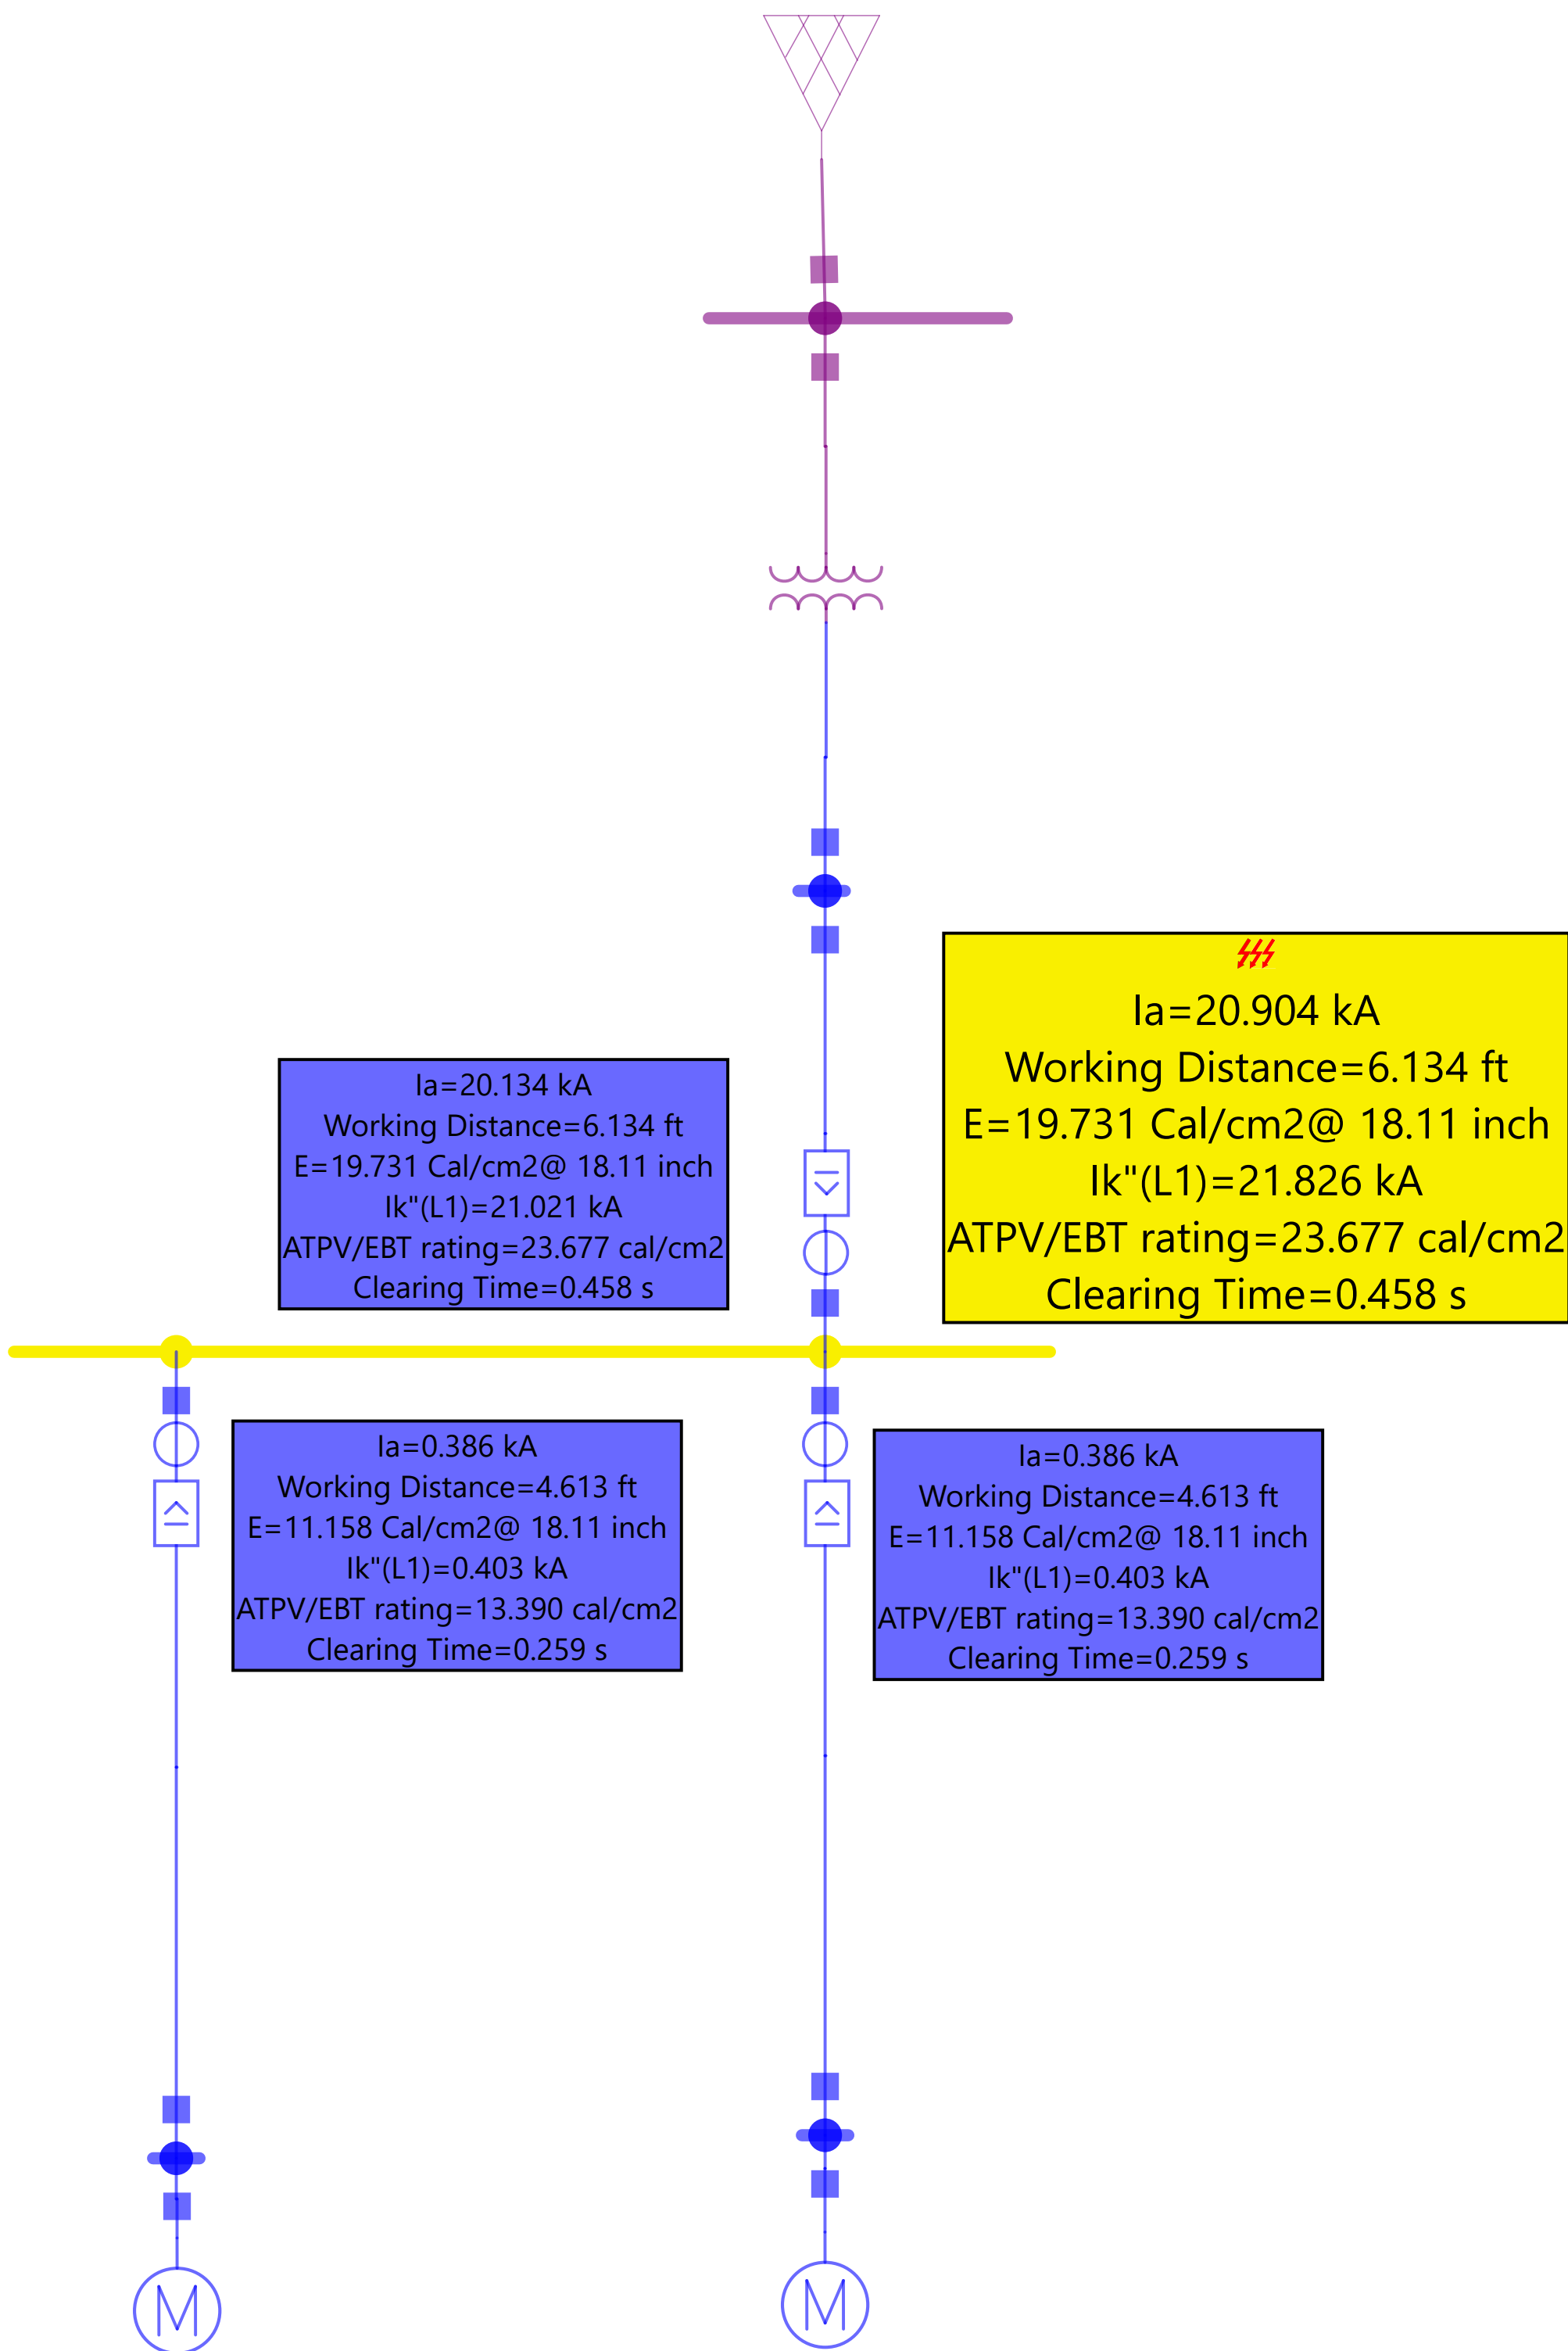 Ia=20.904 kA
Working Distance=6.134 ft
E=19.731 Cal/cm2@ 18.11 inch
Ik"(L1)=21.826 kA
ATPV/EBT rating=23.677 cal/cm2
Clearing Time=0.458 s
Ia=20.134 kA
Working Distance=6.134 ft
E=19.731 Cal/cm2@ 18.11 inch
Ik"(L1)=21.021 kA
ATPV/EBT rating=23.677 cal/cm2
Clearing Time=0.458 s
Ia=0.386 kA
Working Distance=4.613 ft
E=11.158 Cal/cm2@ 18.11 inch
Ik"(L1)=0.403 kA
ATPV/EBT rating=13.390 cal/cm2
Clearing Time=0.259 s
Ia=0.386 kA
Working Distance=4.613 ft
E=11.158 Cal/cm2@ 18.11 inch
Ik"(L1)=0.403 kA
ATPV/EBT rating=13.390 cal/cm2
Clearing Time=0.259 s
M
M